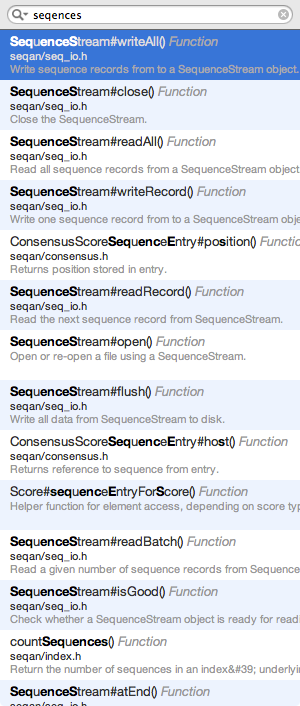 seqences
SequenceStream#writeAll() Function
seqan/seq_io.h
Write sequence records from to a SequenceStream object.
SequenceStream#close() Function
seqan/seq_io.h
Close the SequenceStream.
SequenceStream#readAll() Function
seqan/seq_io.h
Read all sequence records from a SequenceStream object
SequenceStream#writeRecord() Function
seqan/seq_io.h
Write one sequence record from to a SequenceStream obje
ConsensusScoreSequenceEntry#position() Functio
seqan/consensus.h
Returns position stored in entry.
SequenceStream#readRecord() Function
seqan/seq_io.h
Read the next sequence record from SequenceStream.
SequenceStream#open() Function
Open or re-open a file using a SequenceStream.
SequenceStream#flush() Function
seqan/seq_io.h
Write all data from SequenceStream to disk.
ConsensusScoreSequenceEntry#host() Function
seqan/consensus.h
Returns reference to sequence from entry.
Score#sequenceEntryForScore() Function
Helper function for element access, depending on score typ
SequenceStream#readBatch() Function
seqan/seq_io.h
Read a given number of sequence records from Sequence
SequenceStream#isGood() Function
seqan/seq_io.h
Check whether a SequenceStream object is ready for readi
countSequences() Function
seqan/index.h
Return the number of sequences in an index&#39; underlyin
SequenceStream#atEnd() Function
seqan/seq_io.h